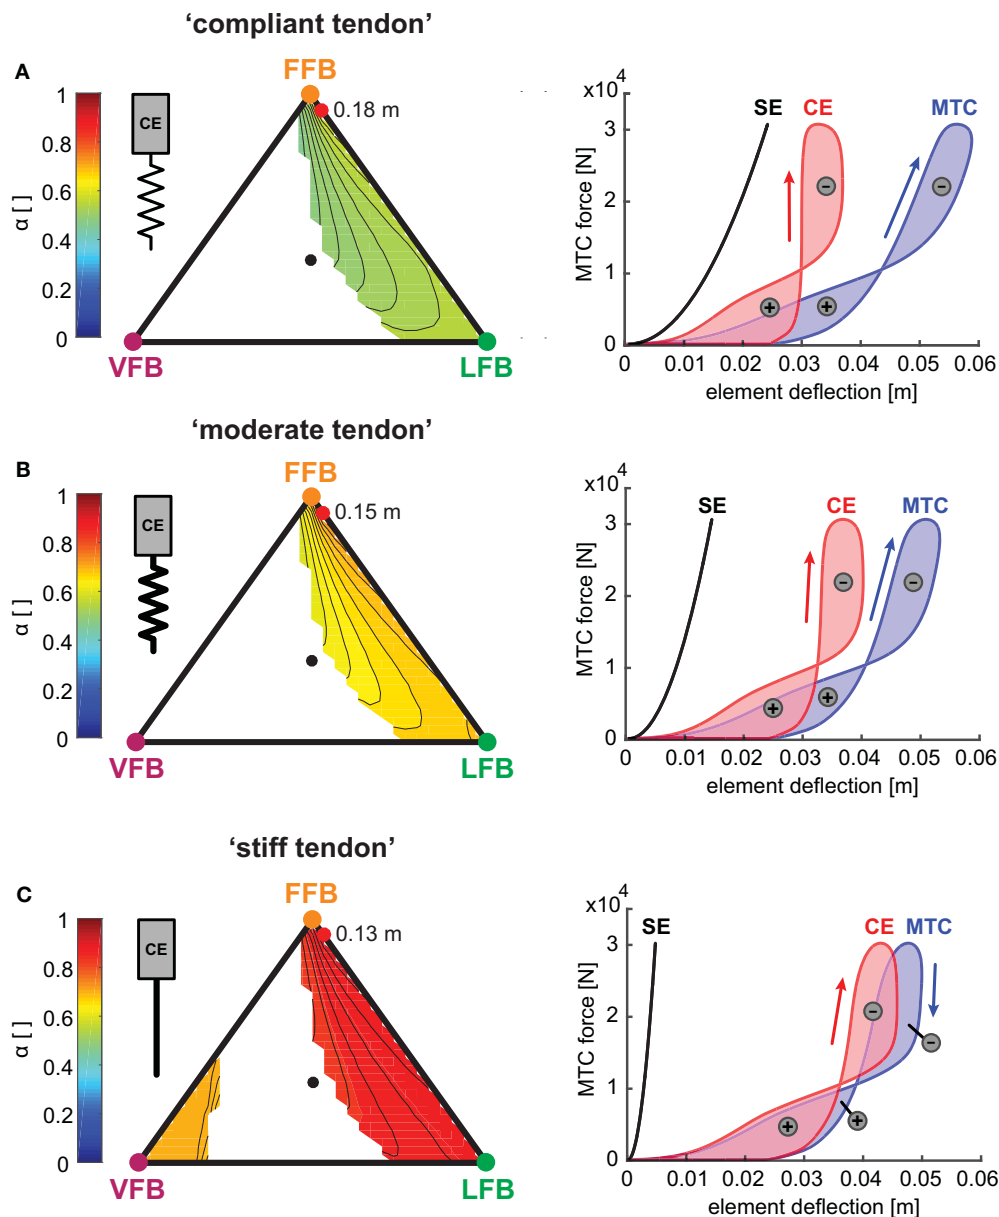 ‘compliant tendon’
A
FFB
0.18 m
CE
1
0.8
0.6
0.4
0.2
0
α [ ]
VFB
LFB
x10⁴
SE
CE
MTC
3
2
1
0
MTC force [N]
−
−
+
+
0
0.01
0.02
0.03
0.04
0.05
0.06
element deflection [m]
‘moderate tendon’
B
FFB
0.15 m
CE
1
0.8
0.6
0.4
0.2
0
α [ ]
VFB
LFB
x10⁴
SE
CE
MTC
3
2
1
0
MTC force [N]
−
−
+
+
0
0.01
0.02
0.03
0.04
0.05
0.06
element deflection [m]
‘stiff tendon’
C
FFB
0.13 m
CE
1
0.8
0.6
0.4
0.2
0
α [ ]
VFB
LFB
x10⁴
SE
CE
MTC
3
2
1
0
MTC force [N]
−
−
+
+
0
0.01
0.02
0.03
0.04
0.05
0.06
element deflection [m]